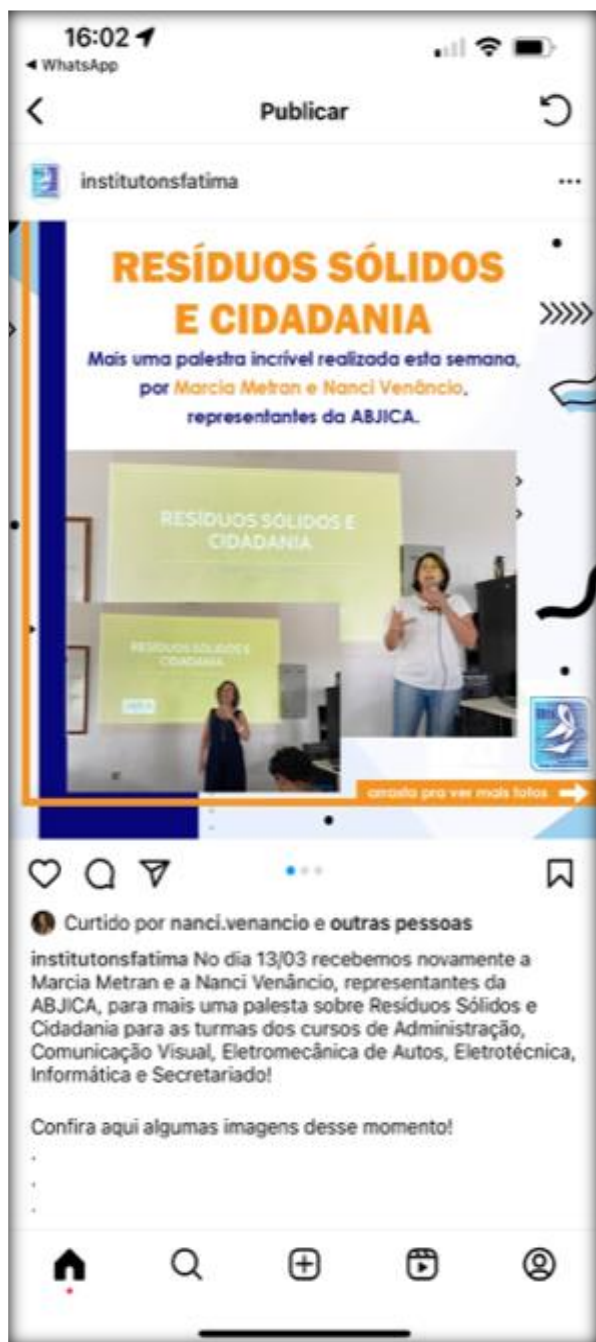 16:02
WhatsApp
Publicar
institutonsfatima
RESÍDUOS SÓLIDOS
E CIDADANIA
Mais uma palestra incrível realizada esta semana,
por Marcia Metran e Nanci Venâncio,
representantes da ABJICA.
RESÍDUOS SÓLIDOS E
CIDADANIA
RESÍDUOS SÓLIDOS E
CIDADANIA
arrasta pra ver mais fotos
Curtido por nanci.venancio e outras pessoas
institutonsfatima No dia 13/03 recebemos novamente a
Marcia Metran e a Nanci Venâncio, representantes da
ABJICA, para mais uma palesta sobre Resíduos Sólidos e
Cidadania para as turmas dos cursos de Administração,
Comunicação Visual, Eletromecânica de Autos, Eletrotécnica,
Informática e Secretariado!
Confira aqui algumas imagens desse momento!
.
.
.